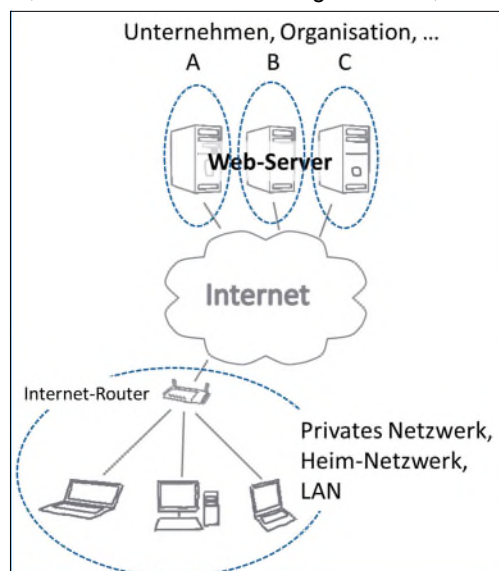 Unternehmen, Organisation, ...
A B C
Web-Server
Internet
Internet-Router
Privates Netzwerk,
Heim-Netzwerk,
LAN